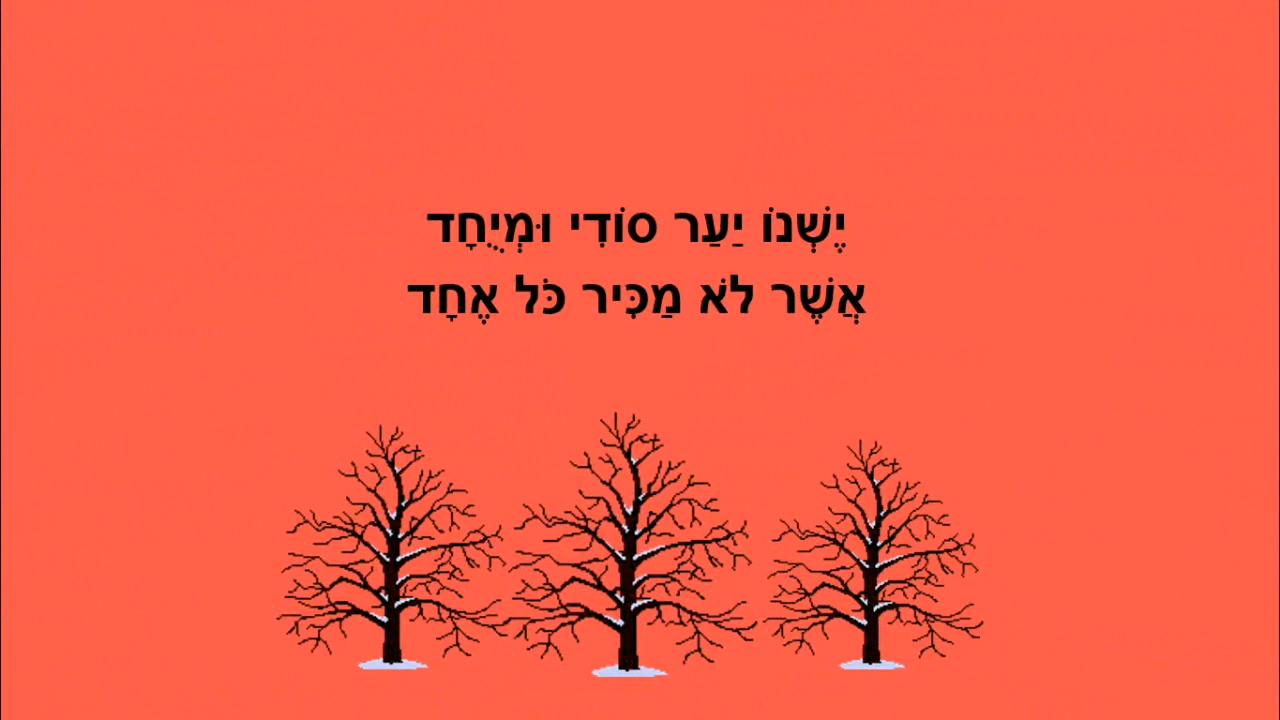 יֶשְׁנוֹ יַעַר סוֹדִי וּמְיֻחָד
אֲשֶׁר לֹא מַכִּיר כֹּל אֶחָד